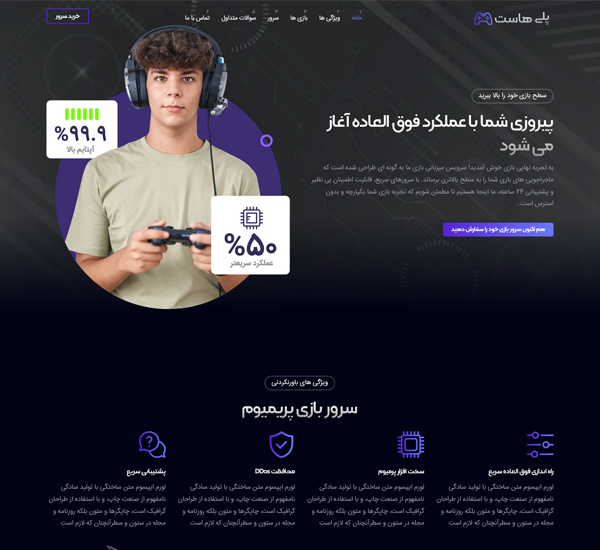 پلی هاست
خانه
ویژگی ها
بازی ها
سرور
سوالات متداول
تماس با ما
خرید سرور
سطح بازی خود را بالا ببرید
پیروزی شما با عملکرد فوق العاده آغاز
می شود
به تجربه نهایی بازی خوش آمدید! سرویس میزبانی بازی ما به گونه ای طراحی شده است که
ماجراجویی های بازی شما را به سطح بالاتری برساند. با سرورهای سریع، قابلیت اطمینان بی نظیر
و پشتیبانی ۲۴ ساعته، ما اینجا هستیم تا مطمئن شویم که تجربه بازی شما یکپارچه و بدون
استرس است..
هم اکنون سرور بازی خود را سفارش دهید
%۹۹.۹
آپتایم بالا
%۵۰
عملکرد سریعتر
ویژگی های باورنکردنی
سرور بازی پریمیوم
راه اندازی فوق العاده سریع
لورم ایپسوم متن ساختگی با تولید سادگی
نامفهوم از صنعت چاپ، و با استفاده از طراحان
گرافیک است، چاپگرها و متون بلکه روزنامه و
مجله در ستون و سطرآنچنان که لازم است
سخت افزار پرمیوم
لورم ایپسوم متن ساختگی با تولید سادگی
نامفهوم از صنعت چاپ، و با استفاده از طراحان
گرافیک است، چاپگرها و متون بلکه روزنامه و
مجله در ستون و سطرآنچنان که لازم است
محافظت DDos
لورم ایپسوم متن ساختگی با تولید سادگی
نامفهوم از صنعت چاپ، و با استفاده از طراحان
گرافیک است، چاپگرها و متون بلکه روزنامه و
مجله در ستون و سطرآنچنان که لازم است
پشتیبانی سریع
لورم ایپسوم متن ساختگی با تولید سادگی
نامفهوم از صنعت چاپ، و با استفاده از طراحان
گرافیک است، چاپگرها و متون بلکه روزنامه و
مجله در ستون و سطرآنچنان که لازم است